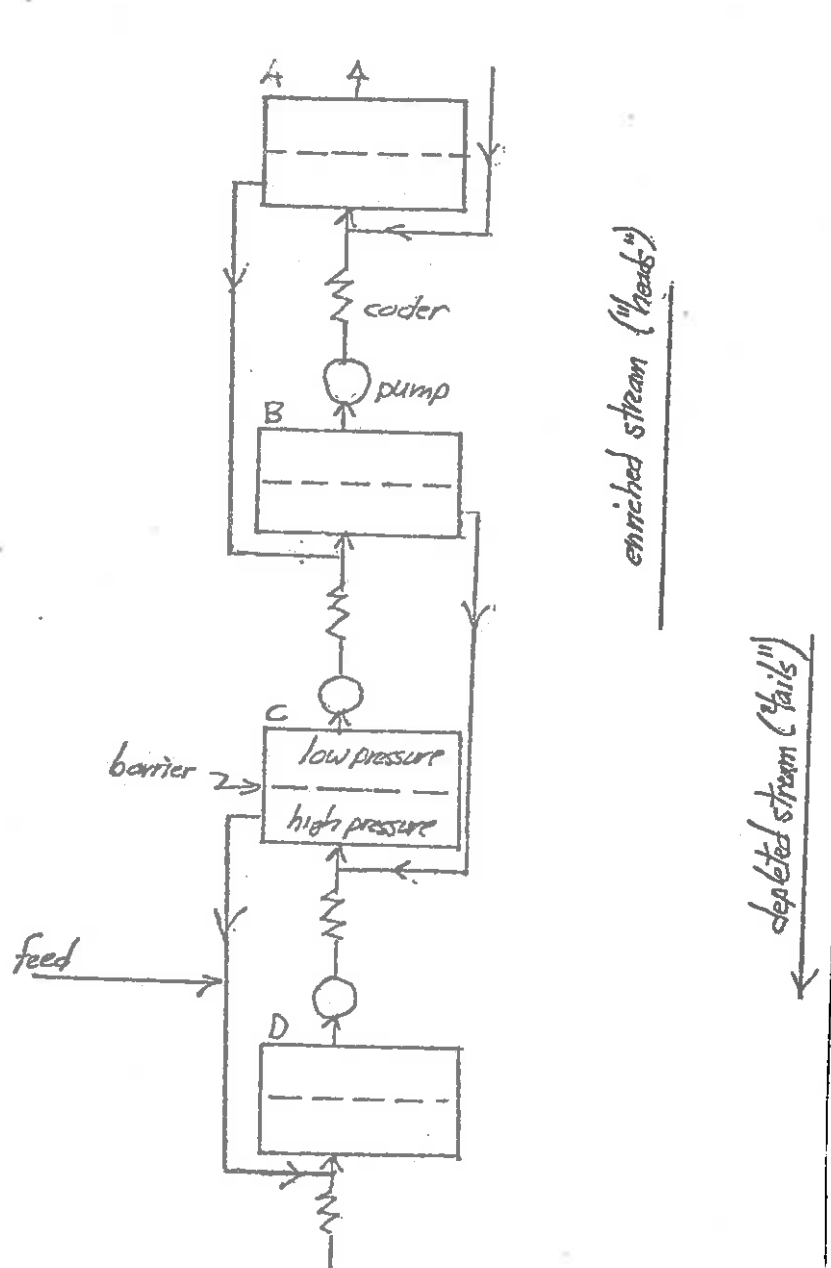 A
cooler
pump
B
C
low pressure
barrier
high pressure
feed
D
enriched stream ("heads")
depleted stream ("tails")